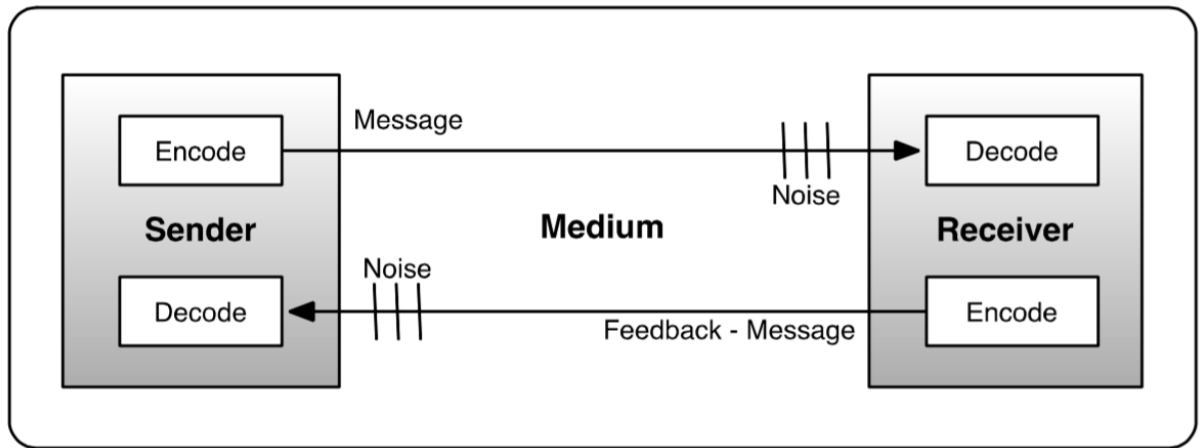 Message
Encode
Decode
Noise
Sender
Medium
Receiver
Noise
Decode
Feedback - Message
Encode